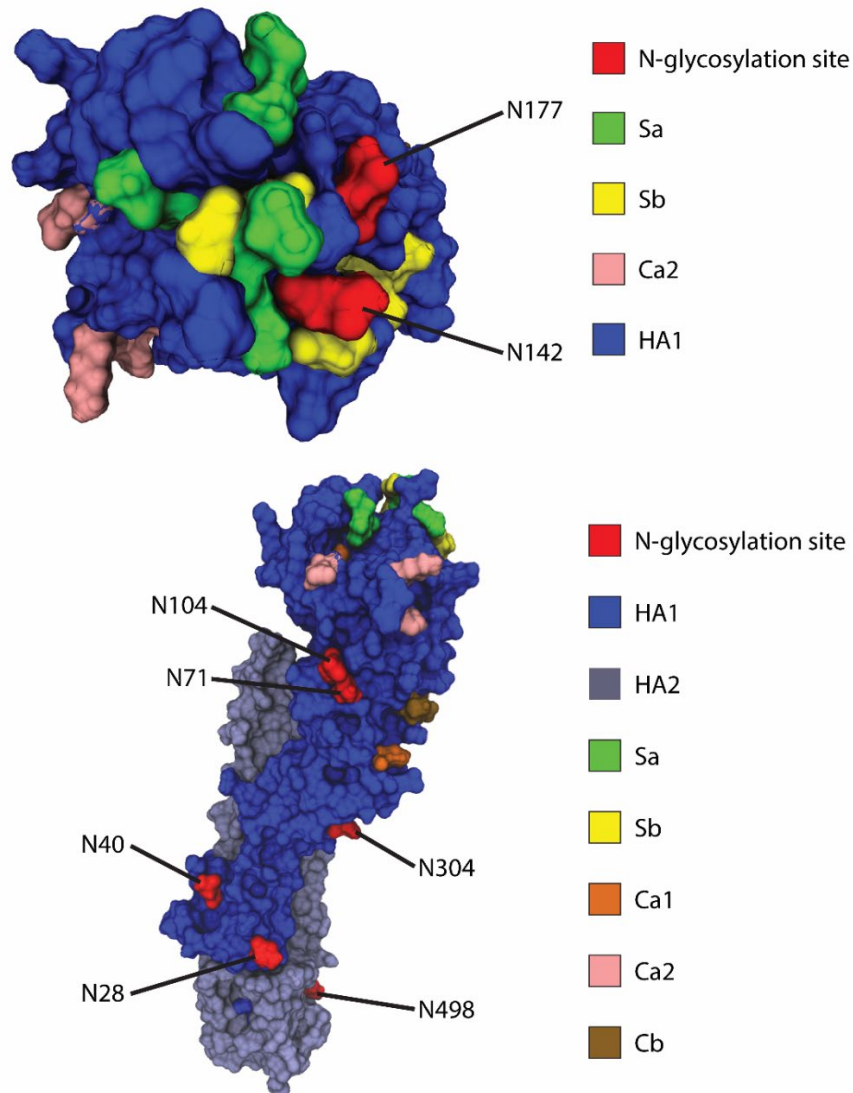 N-glycosylation site
N177
Sa
Sb
Ca2
N142
HA1
N-glycosylation site
HA1
N104
HA2
N71
Sa
Sb
N40
N304
Ca1
Ca2
N28
N498
Cb